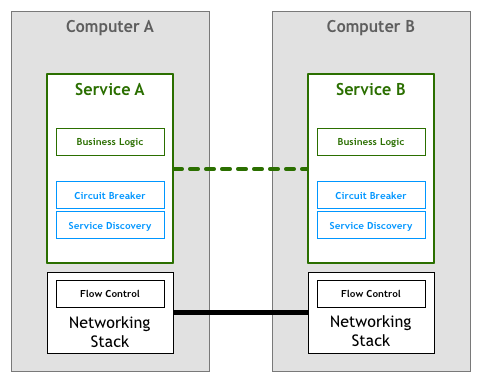 Computer A
Service A
Business Logic
Circuit Breaker
Service Discovery
Flow Control
Networking
Stack
Computer B
Service B
Business Logic
Circuit Breaker
Service Discovery
Flow Control
Networking
Stack